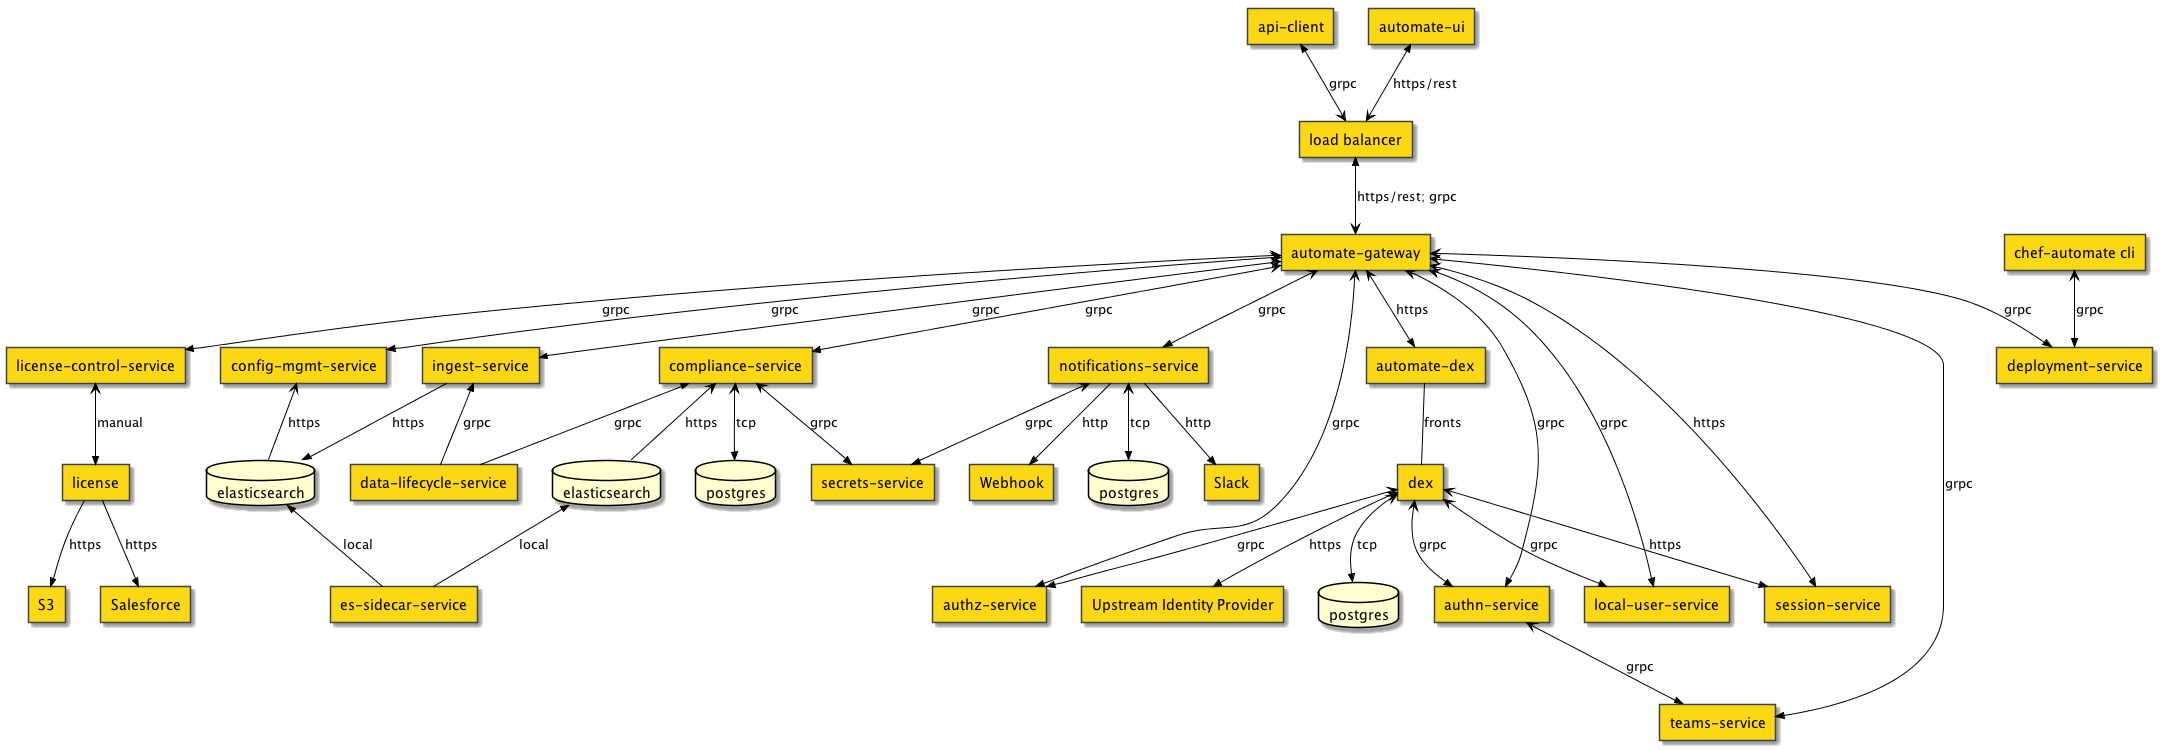 api-client
automate-ui
grpc
https/rest
load balancer
https/rest; grpc
automate-gateway
chef-automate cli
grpc
grpc
grpc
grpc
grpc
https
grpc
grpc
license-control-service
config-mgmt-service
ingest-service
compliance-service
notifications-service
automate-dex
deployment-service
manual
https
https
grpc
grpc
https
tcp
grpc
grpc
http
tcp
http
fronts
grpc
grpc
grpc
https
license
elasticsearch
data-lifecycle-service
elasticsearch
postgres
secrets-service
Webhook
postgres
Slack
dex
grpc
https
https
local
local
grpc
https
tcp
grpc
grpc
https
S3
Salesforce
es-sidecar-service
authz-service
Upstream Identity Provider
postgres
authn-service
local-user-service
session-service
grpc
teams-service